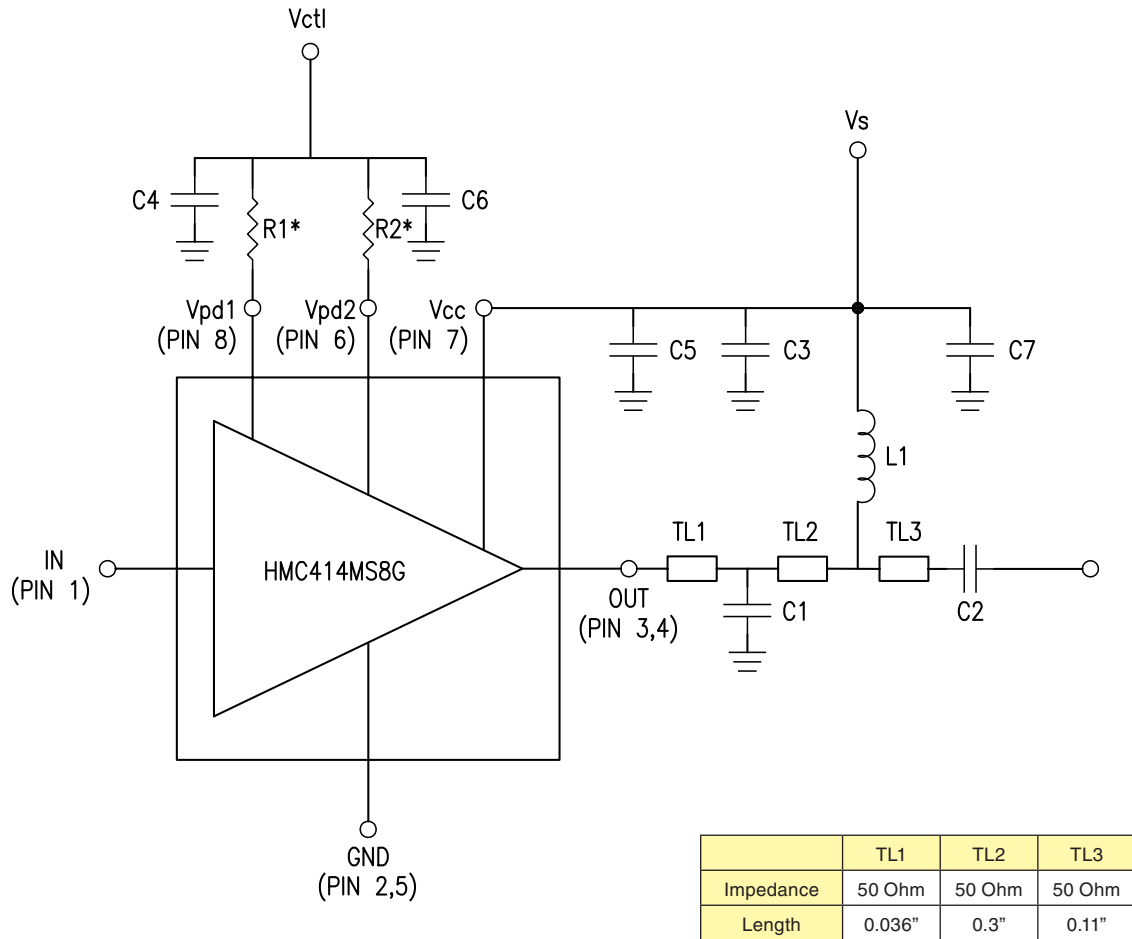 Vctl
Vs
C4
R1*
R2*
C6
Vpd1
(PIN 8)
Vpd2
(PIN 6)
Vcc
(PIN 7)
C5
C3
C7
L1
IN
(PIN 1)
HMC414MS8G
OUT
(PIN 3,4)
TL1
TL2
TL3
C1
C2
GND
(PIN 2,5)
TL1 TL2 TL3
Impedance 50 Ohm 50 Ohm 50 Ohm
Length 0.036” 0.3” 0.11”